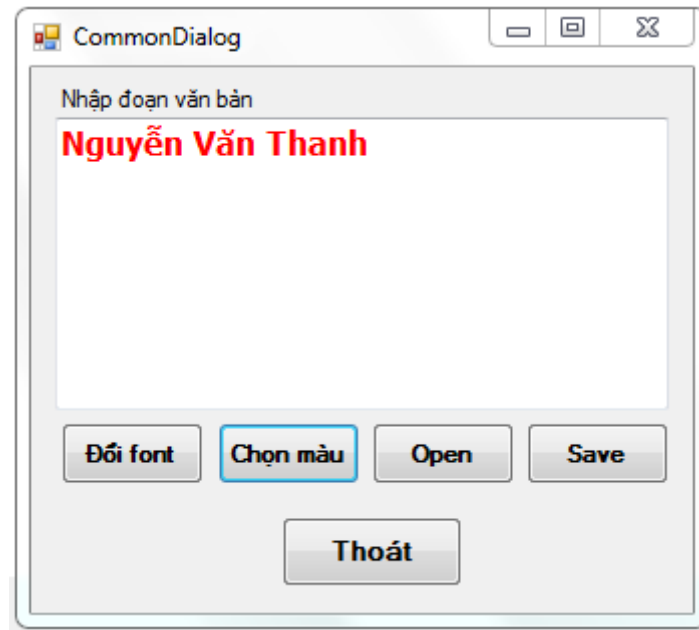 CommonDialog
Nhập đoạn văn bản
Nguyễn Văn Thanh
Đổi font Chọn màu Open Save
Thoát